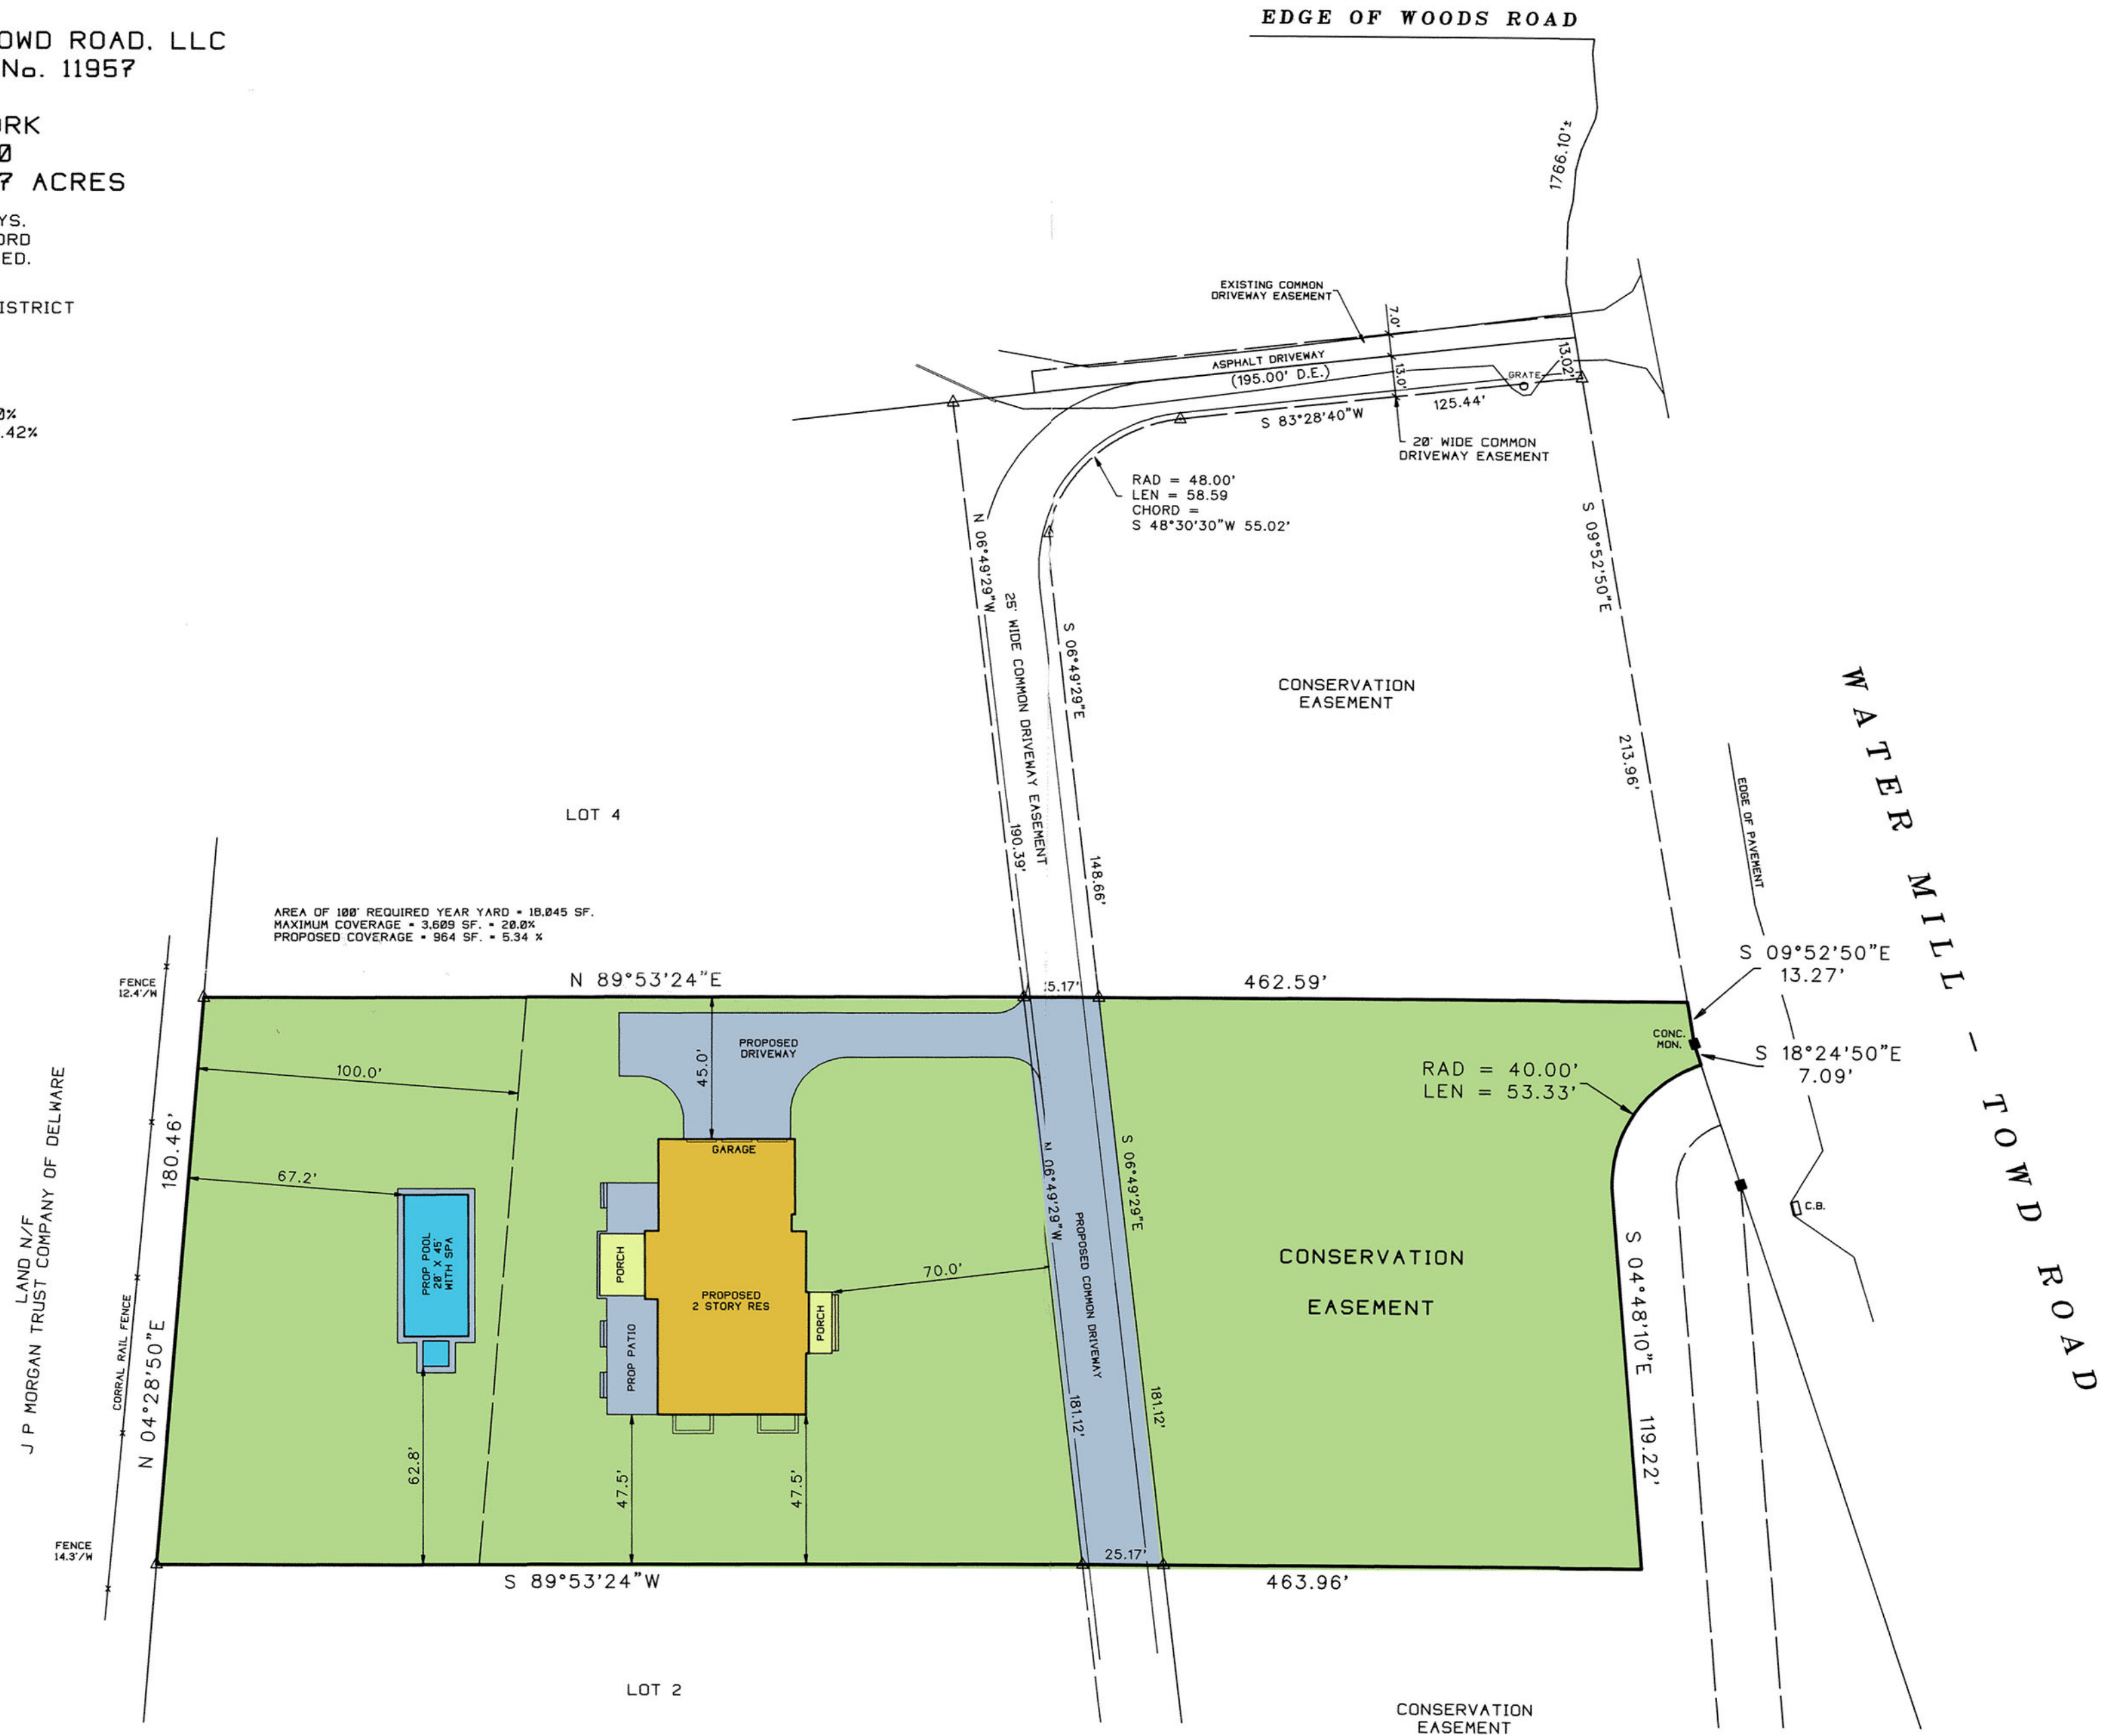 OWD ROAD, LLC
No. 11957
ORK
0
7 ACRES
YS.
ORD
ED.
ISTRICT
0%
.42%
EDGE OF WOODS ROAD
1766.10'±
EXISTING COMMON
DRIVEWAY EASEMENT
7.0'
ASPHALT DRIVEWAY
(195.00' D.E.)
13.0'
GRATE
13.02'
S 83°28'40"W
125.44'
20' WIDE COMMON
DRIVEWAY EASEMENT
RAD = 48.00'
LEN = 58.59
CHORD =
S 48°30'30"W 55.02'
N 06°49'29"W
190.39'
25' WIDE COMMON DRIVEWAY EASEMENT
S 06°49'29"E
148.66'
S 09°52'50"E
213.96'
CONSERVATION
EASEMENT
WATER MILL - TOWD ROAD
EDGE OF PAVEMENT
LOT 4
AREA OF 100' REQUIRED YEAR YARD = 18,045 SF.
MAXIMUM COVERAGE = 3,609 SF. = 20.0%
PROPOSED COVERAGE = 964 SF. = 5.34 %
FENCE
12.4'/W
N 89°53'24"E
5.17'
462.59'
S 09°52'50"E
13.27'
CONC.
MON.
S 18°24'50"E
7.09'
RAD = 40.00'
LEN = 53.33'
PROPOSED
DRIVEWAY
45.0'
100.0'
67.2'
180.46'
N 04°28'50"E
LAND N/F
J P MORGAN TRUST COMPANY OF DELWARE
CORRAL RAIL FENCE
GARAGE
PROP POOL
20' X 45'
WITH SPA
PORCH
PROPOSED
2 STORY RES
PORCH
PROP PATIO
70.0'
N 06°49'29"W
181.12'
PROPOSED COMMON DRIVEWAY
S 06°49'29"E
181.12'
CONSERVATION
EASEMENT
C.B.
S 04°48'10"E
119.22'
62.8'
47.5'
47.5'
FENCE
14.3'/W
S 89°53'24"W
25.17'
463.96'
LOT 2
CONSERVATION
EASEMENT